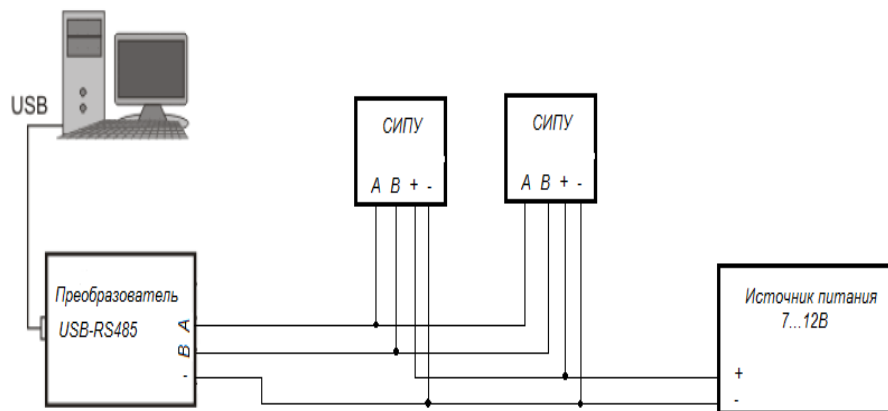 USB
СИПУ
A B + -
СИПУ
A B + -
Преобразователь
USB-RS485
A
B
-
Источник питания
7...12В
+
-